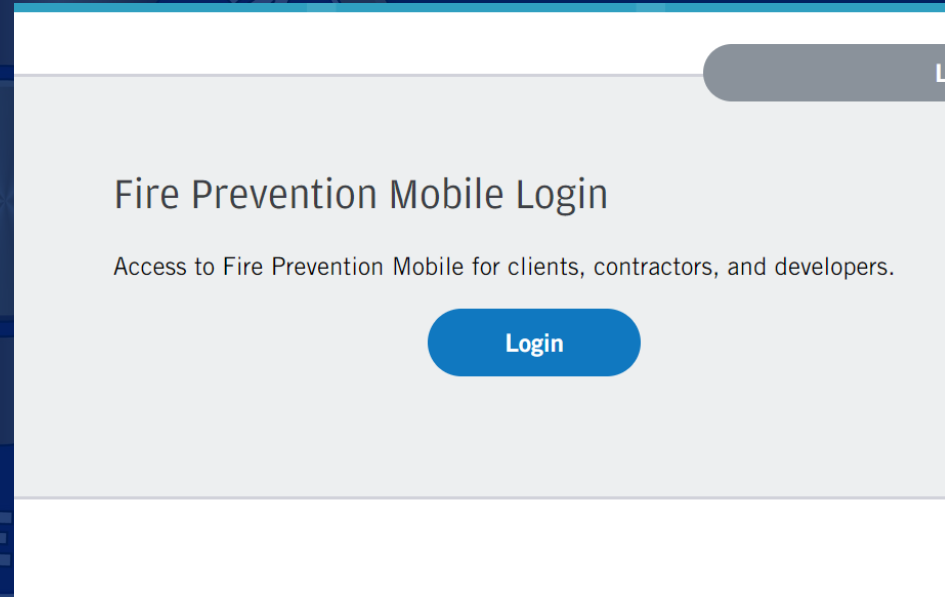 L
Fire Prevention Mobile Login
Access to Fire Prevention Mobile for clients, contractors, and developers.
Login